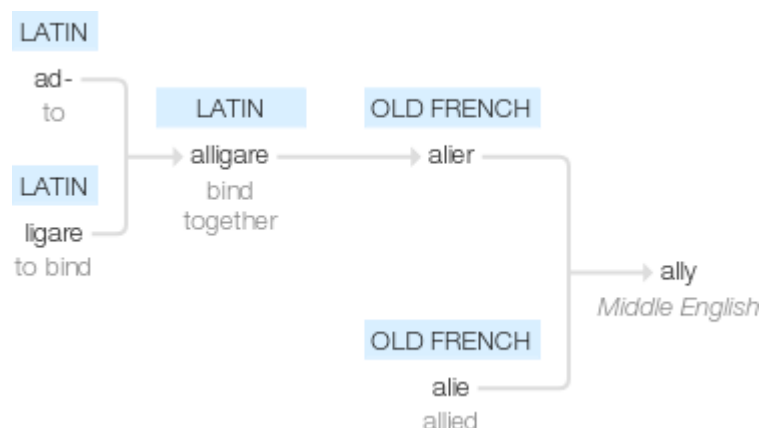 LATIN
ad-
to
LATIN
ligare
to bind
LATIN
alligare
bind
together
OLD FRENCH
alier
OLD FRENCH
alie
allied
ally
Middle English